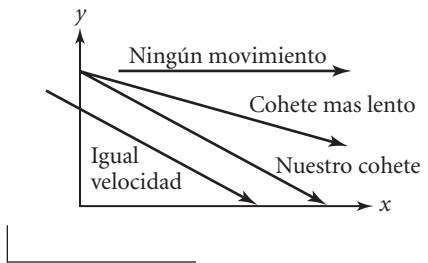 y
Ningún movimiento
Cohete mas lento
Igual
velocidad
Nuestro cohete
x